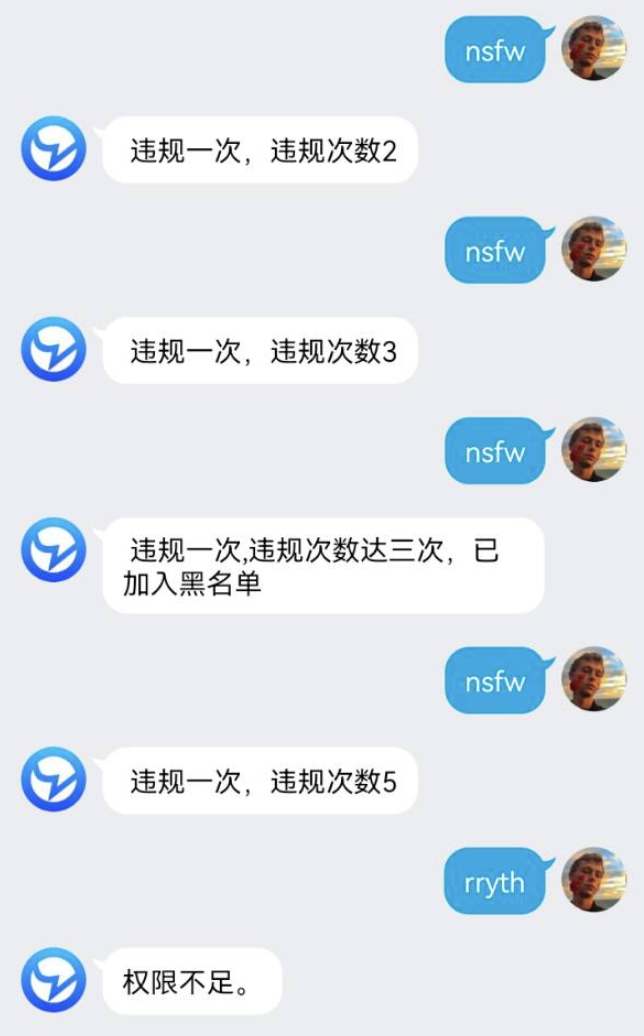 nsfw
违规一次，违规次数2
nsfw
违规一次，违规次数3
nsfw
违规一次,违规次数达三次，已
加入黑名单
nsfw
违规一次，违规次数5
rryth
权限不足。